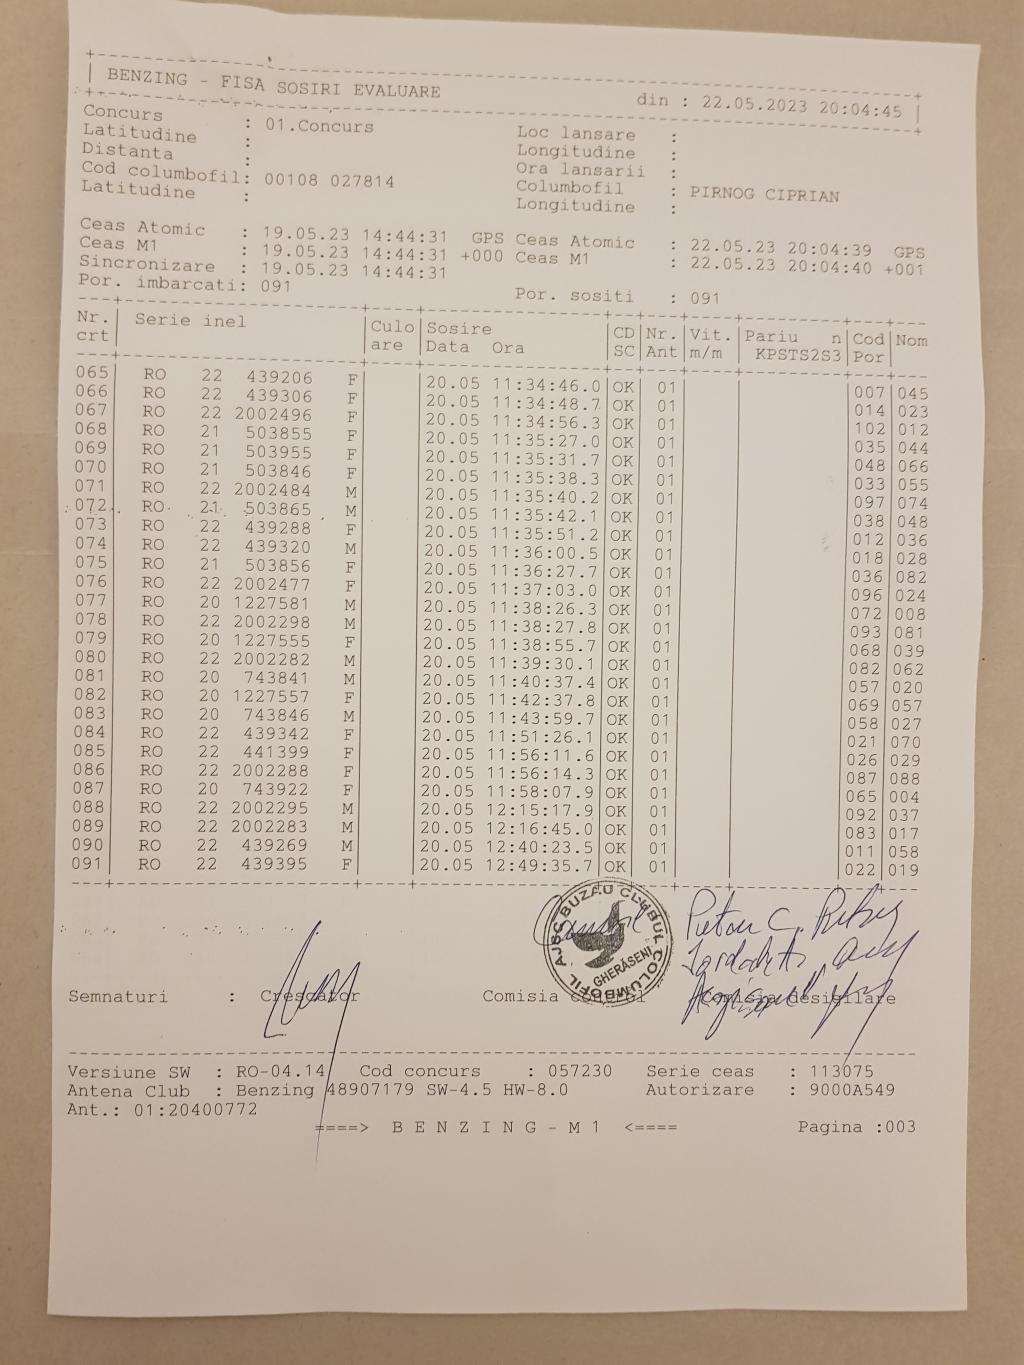 BENZING - FISA SOSIRI EVALUARE din : 22.05.2023 20:04:45
Concurs : 01.Concurs Loc lansare :
Latitudine : Longitudine :
Distanta : Ora lansarii :
Cod columbofil: 00108 027814 Columbofil : PIRNOG CIPRIAN
Latitudine : Longitudine :
Ceas Atomic : 19.05.23 14:44:31 GPS Ceas Atomic : 22.05.23 20:04:39 GPS
Ceas M1 : 19.05.23 14:44:31 +000 Ceas M1 : 22.05.23 20:04:40 +001
Sincronizare : 19.05.23 14:44:31
Por. imbarcati: 091 Por. sositi : 091
Nr. Serie inel Culo Sosire CD Nr. Vit. Pariu n Cod Nom
crt are Data Ora SC Ant m/m KPSTS2S3 Por
065 RO 22 439206 F 20.05 11:34:46.0 OK 01 007 045
066 RO 22 439306 F 20.05 11:34:48.7 OK 01 014 023
067 RO 22 2002496 F 20.05 11:34:56.3 OK 01 102 012
068 RO 21 503855 F 20.05 11:35:27.0 OK 01 035 044
069 RO 21 503955 F 20.05 11:35:31.7 OK 01 048 066
070 RO 21 503846 F 20.05 11:35:38.3 OK 01 033 055
071 RO 22 2002484 M 20.05 11:35:40.2 OK 01 097 074
072 RO 21 503865 M 20.05 11:35:42.1 OK 01 038 048
073 RO 22 439288 F 20.05 11:35:51.2 OK 01 012 036
074 RO 22 439320 M 20.05 11:36:00.5 OK 01 018 028
075 RO 21 503856 F 20.05 11:36:27.7 OK 01 036 082
076 RO 22 2002477 F 20.05 11:37:03.0 OK 01 096 024
077 RO 20 1227581 M 20.05 11:38:26.3 OK 01 072 008
078 RO 22 2002298 M 20.05 11:38:27.8 OK 01 093 081
079 RO 20 1227555 F 20.05 11:38:55.7 OK 01 068 039
080 RO 22 2002282 M 20.05 11:39:30.1 OK 01 082 062
081 RO 20 743841 M 20.05 11:40:37.4 OK 01 057 020
082 RO 20 1227557 F 20.05 11:42:37.8 OK 01 069 057
083 RO 20 743846 M 20.05 11:43:59.7 OK 01 058 027
084 RO 22 439342 F 20.05 11:51:26.1 OK 01 021 070
085 RO 22 441399 F 20.05 11:56:11.6 OK 01 026 029
086 RO 22 2002288 F 20.05 11:56:14.3 OK 01 087 088
087 RO 20 743922 F 20.05 11:58:07.9 OK 01 065 004
088 RO 22 2002295 M 20.05 12:15:17.9 OK 01 092 037
089 RO 22 2002283 M 20.05 12:16:45.0 OK 01 083 017
090 RO 22 439269 M 20.05 12:40:23.5 OK 01 011 058
091 RO 22 439395 F 20.05 12:49:35.7 OK 01 022 019
AJSC BUZAU CLUBUL COLUMBOFIL
GHERĂSENI
Semnaturi : Crescator Comisia control Comisia desigilare
Versiune SW : RO-04.14 Cod concurs : 057230 Serie ceas : 113075
Antena Club : Benzing 48907179 SW-4.5 HW-8.0 Autorizare : 9000A549
Ant.: 01:20400772
====> B E N Z I N G - M 1 <==== Pagina :003